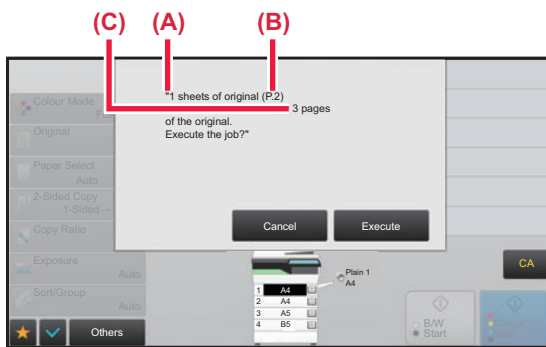 (C) (A) (B)
"1 sheets of original (P.2)
3 pages
of the original.
Execute the job?"
Cancel
Execute
Colour Mode
Original
Paper Select
Auto
2-Sided Copy
1-Sided→
Copy Ratio
Exposure
Auto
Sort/Group
Auto
Others
Plain 1
A4
1 A4
2 A4
3 A5
4 B5
CA
B/W
Start
Colour
Start